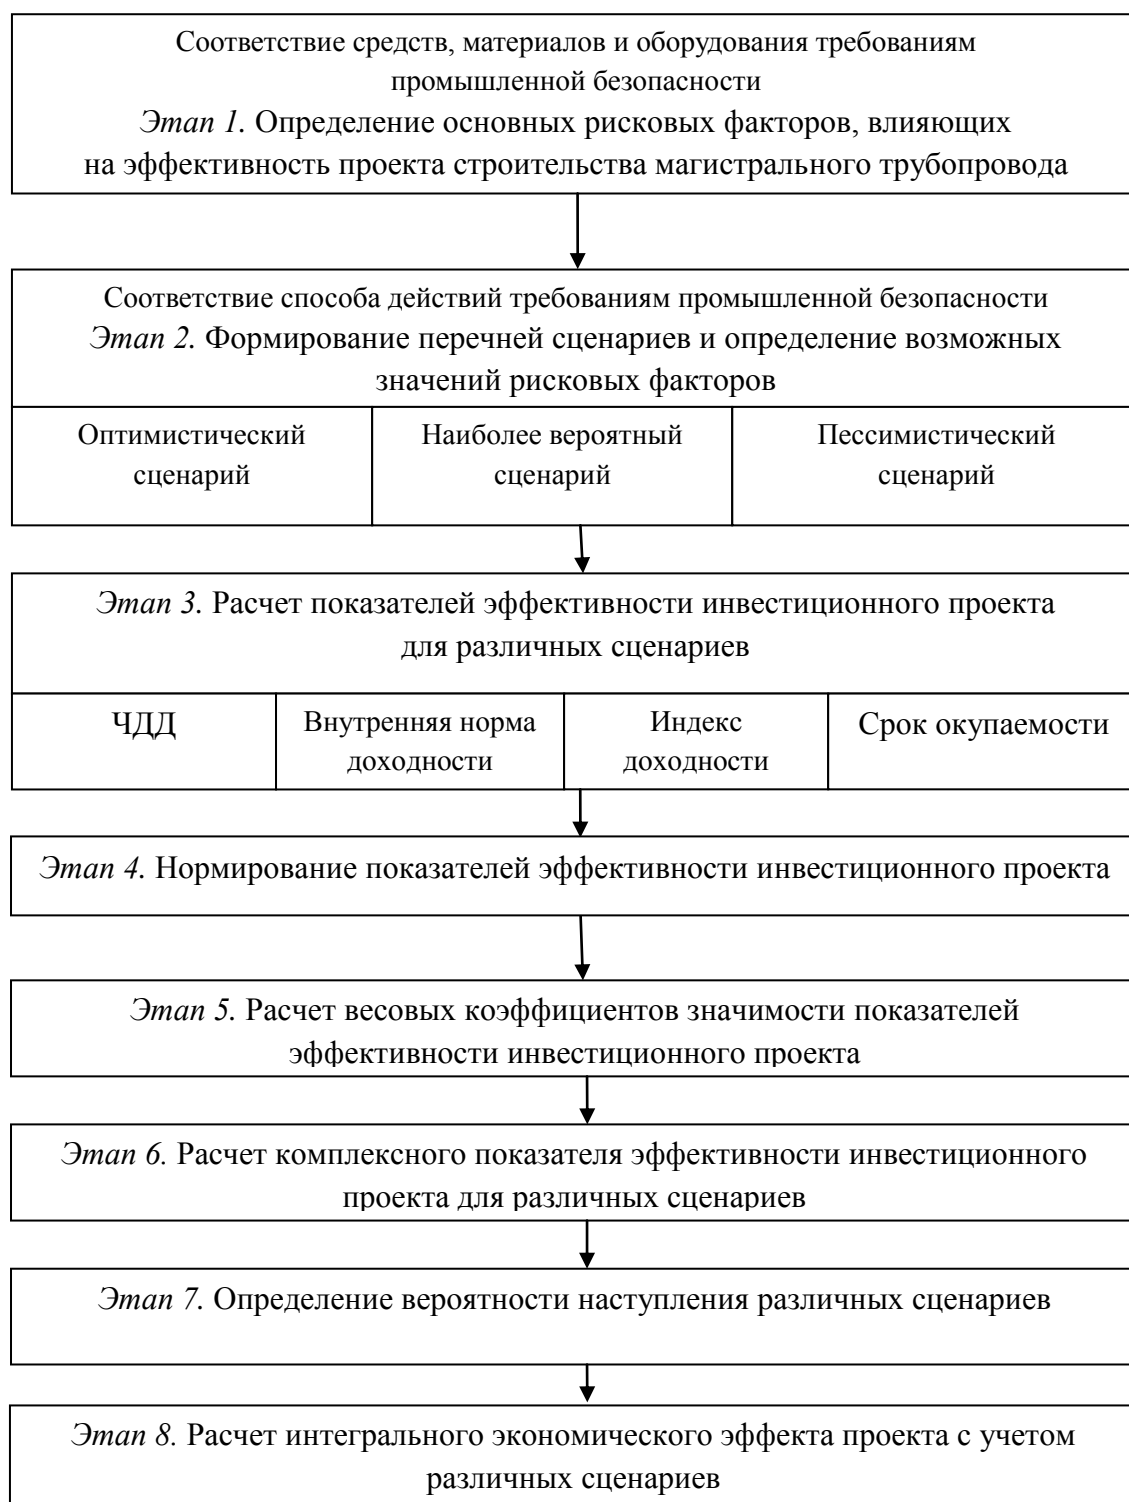 Соответствие средств, материалов и оборудования требованиям
промышленной безопасности
Этап 1. Определение основных рисковых факторов, влияющих
на эффективность проекта строительства магистрального трубопровода
Соответствие способа действий требованиям промышленной безопасности
Этап 2. Формирование перечней сценариев и определение возможных
значений рисковых факторов
Оптимистический
сценарий
Наиболее вероятный
сценарий
Пессимистический
сценарий
Этап 3. Расчет показателей эффективности инвестиционного проекта
для различных сценариев
ЧДД
Внутренняя норма
доходности
Индекс
доходности
Срок окупаемости
Этап 4. Нормирование показателей эффективности инвестиционного проекта
Этап 5. Расчет весовых коэффициентов значимости показателей
эффективности инвестиционного проекта
Этап 6. Расчет комплексного показателя эффективности инвестиционного
проекта для различных сценариев
Этап 7. Определение вероятности наступления различных сценариев
Этап 8. Расчет интегрального экономического эффекта проекта с учетом
различных сценариев